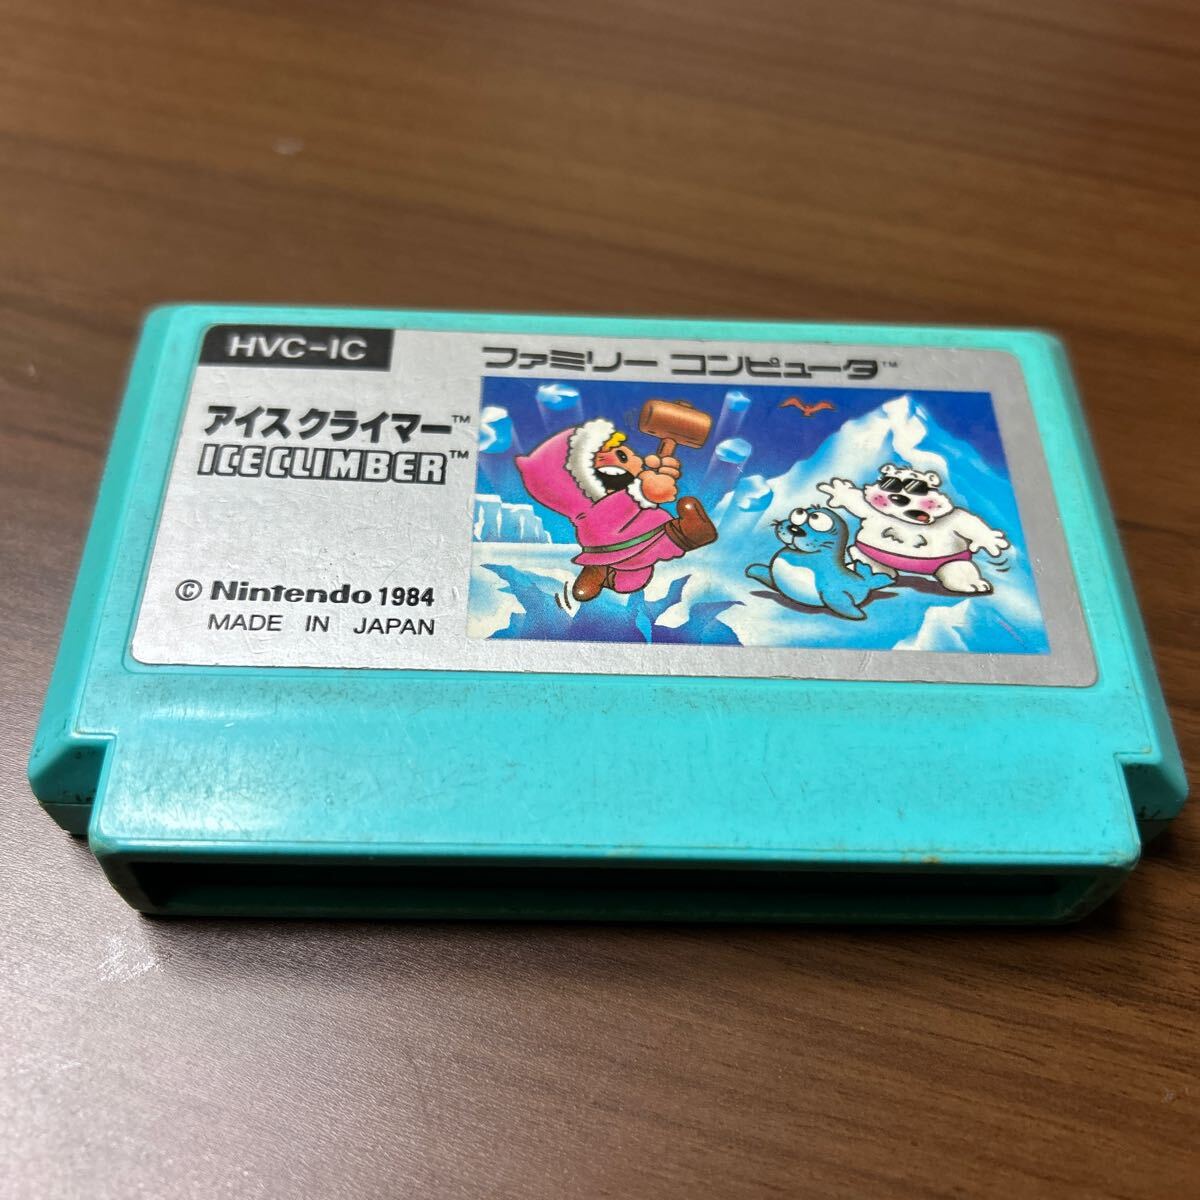 HVC-IC
ファミリー コンピュータ™
アイスクライマー™
ICE CLIMBER™
© Nintendo 1984
MADE IN JAPAN